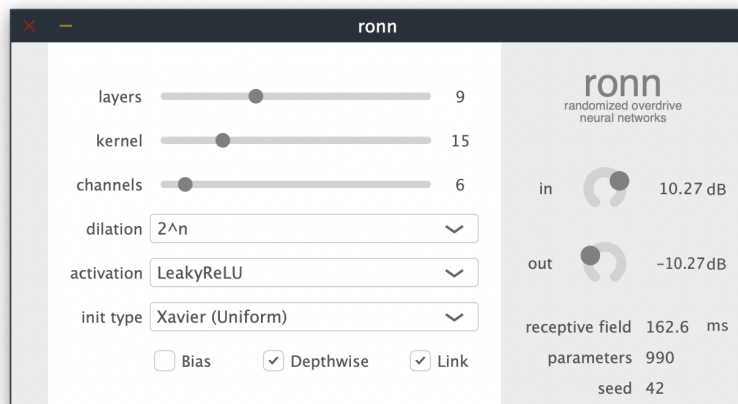 ronn
layers 9
kernel 15
channels 6
dilation 2^n
activation LeakyReLU
init type Xavier (Uniform)
Bias Depthwise Link
ronn
randomized overdrive
neural networks
in 10.27 dB
out -10.27 dB
receptive field 162.6 ms
parameters 990
seed 42